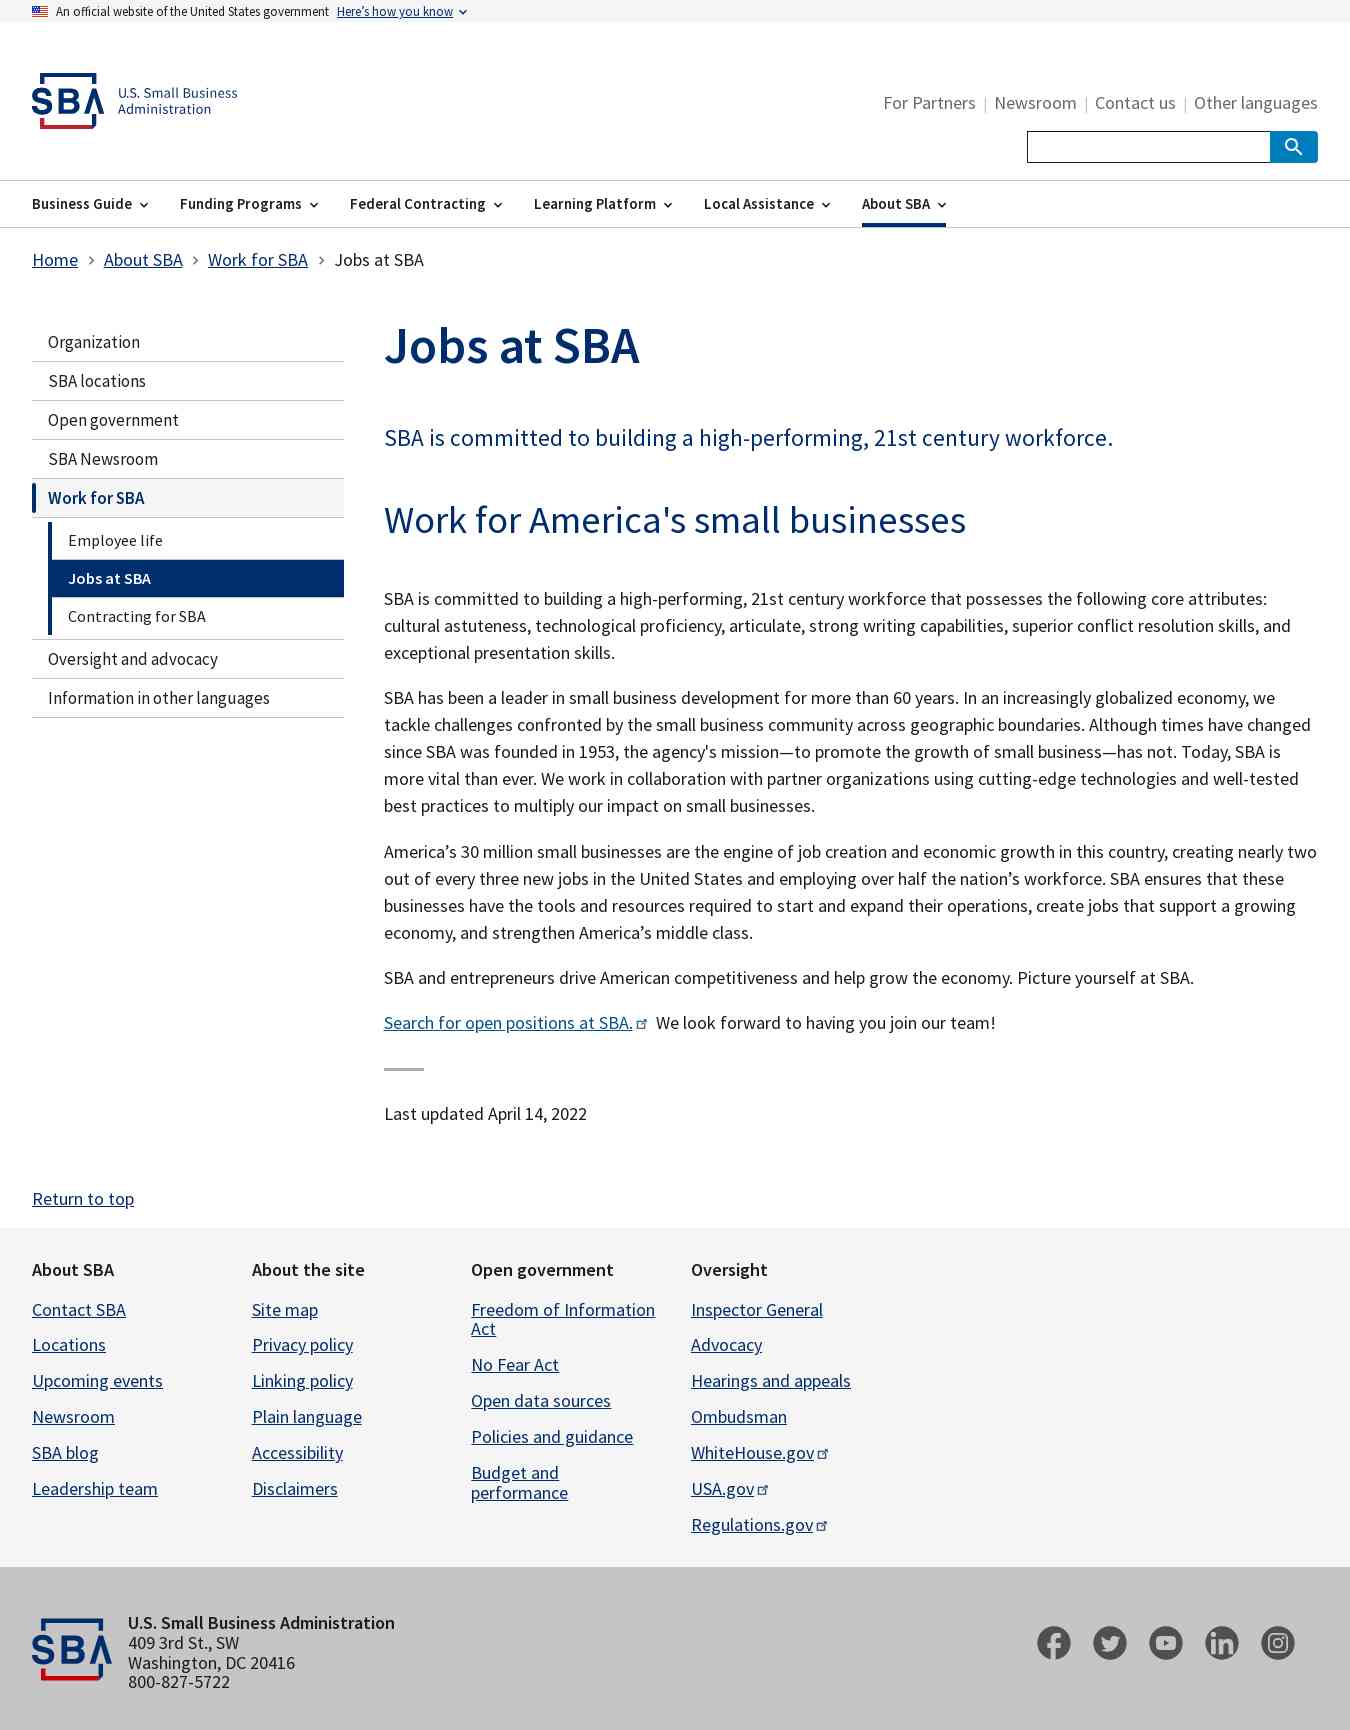 An official website of the United States government Here’s how you know
SBA U.S. Small Business
Administration
For Partners Newsroom Contact us Other languages
Business Guide Funding Programs Federal Contracting Learning Platform Local Assistance About SBA
Home About SBA Work for SBA Jobs at SBA
Organization
SBA locations
Open government
SBA Newsroom
Work for SBA
Employee life
Jobs at SBA
Contracting for SBA
Oversight and advocacy
Information in other languages
Jobs at SBA
SBA is committed to building a high-performing, 21st century workforce.
Work for America's small businesses
SBA is committed to building a high-performing, 21st century workforce that possesses the following core attributes:
cultural astuteness, technological proficiency, articulate, strong writing capabilities, superior conflict resolution skills, and
exceptional presentation skills.
SBA has been a leader in small business development for more than 60 years. In an increasingly globalized economy, we
tackle challenges confronted by the small business community across geographic boundaries. Although times have changed
since SBA was founded in 1953, the agency's mission—to promote the growth of small business—has not. Today, SBA is
more vital than ever. We work in collaboration with partner organizations using cutting-edge technologies and well-tested
best practices to multiply our impact on small businesses.
America’s 30 million small businesses are the engine of job creation and economic growth in this country, creating nearly two
out of every three new jobs in the United States and employing over half the nation’s workforce. SBA ensures that these
businesses have the tools and resources required to start and expand their operations, create jobs that support a growing
economy, and strengthen America’s middle class.
SBA and entrepreneurs drive American competitiveness and help grow the economy. Picture yourself at SBA.
Search for open positions at SBA. We look forward to having you join our team!
Last updated April 14, 2022
Return to top
About SBA
Contact SBA
Locations
Upcoming events
Newsroom
SBA blog
Leadership team
About the site
Site map
Privacy policy
Linking policy
Plain language
Accessibility
Disclaimers
Open government
Freedom of Information
Act
No Fear Act
Open data sources
Policies and guidance
Budget and
performance
Oversight
Inspector General
Advocacy
Hearings and appeals
Ombudsman
WhiteHouse.gov
USA.gov
Regulations.gov
SBA
U.S. Small Business Administration
409 3rd St., SW
Washington, DC 20416
800-827-5722